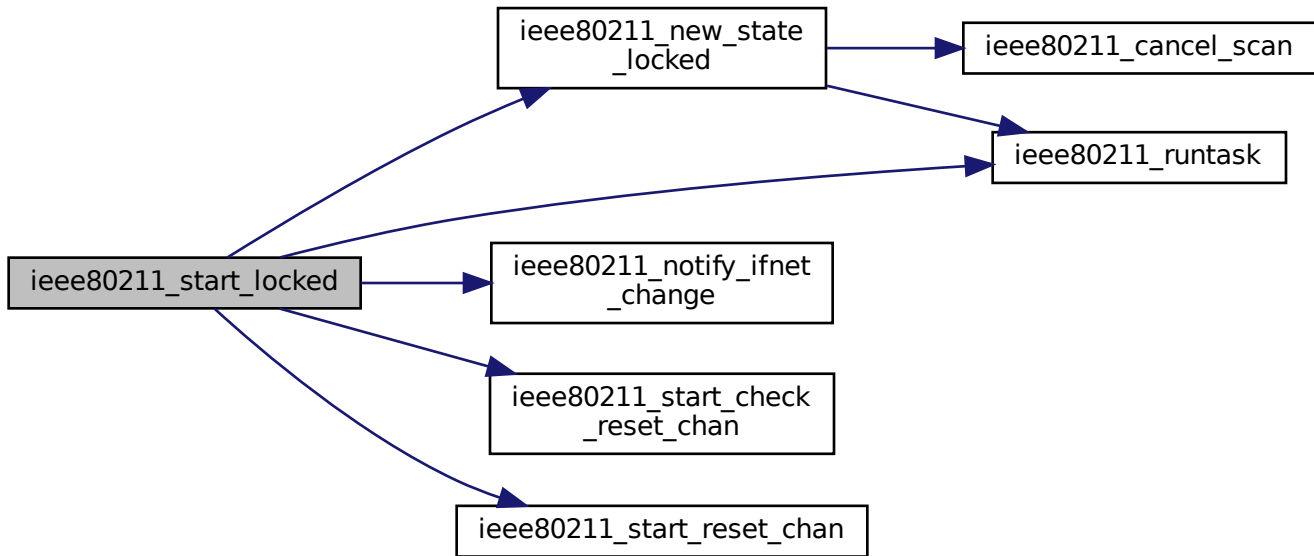 ieee80211_new_state
_locked
ieee80211_cancel_scan
ieee80211_runtask
ieee80211_start_locked
ieee80211_notify_ifnet
_change
ieee80211_start_check
_reset_chan
ieee80211_start_reset_chan